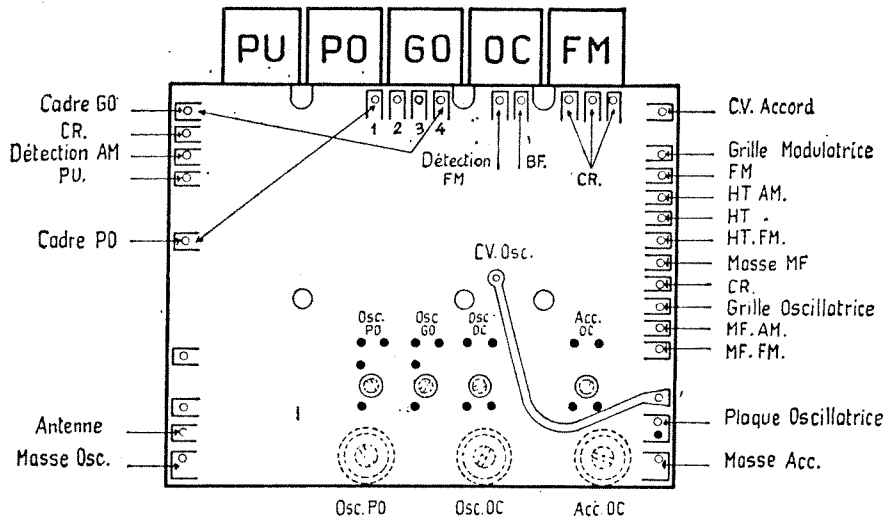 PU PO GO OC FM
Cadre GO
CR.
Détection AM
PU.
Cadre PO
Antenne
Masse Osc.
1 2 3 4
Détection
FM
BF.
CR.
CV. Osc.
Osc.
PO
Osc
GO
Osc
OC
Acc.
OC
C.V. Accord
Grille Modulatrice
FM
HT AM.
HT .
HT. FM.
Masse MF
CR.
Grille Oscillatrice
MF. AM.
MF. FM.
Plaque Oscillatrice
Masse Acc.
Osc. PO
Osc. OC
Acc. OC